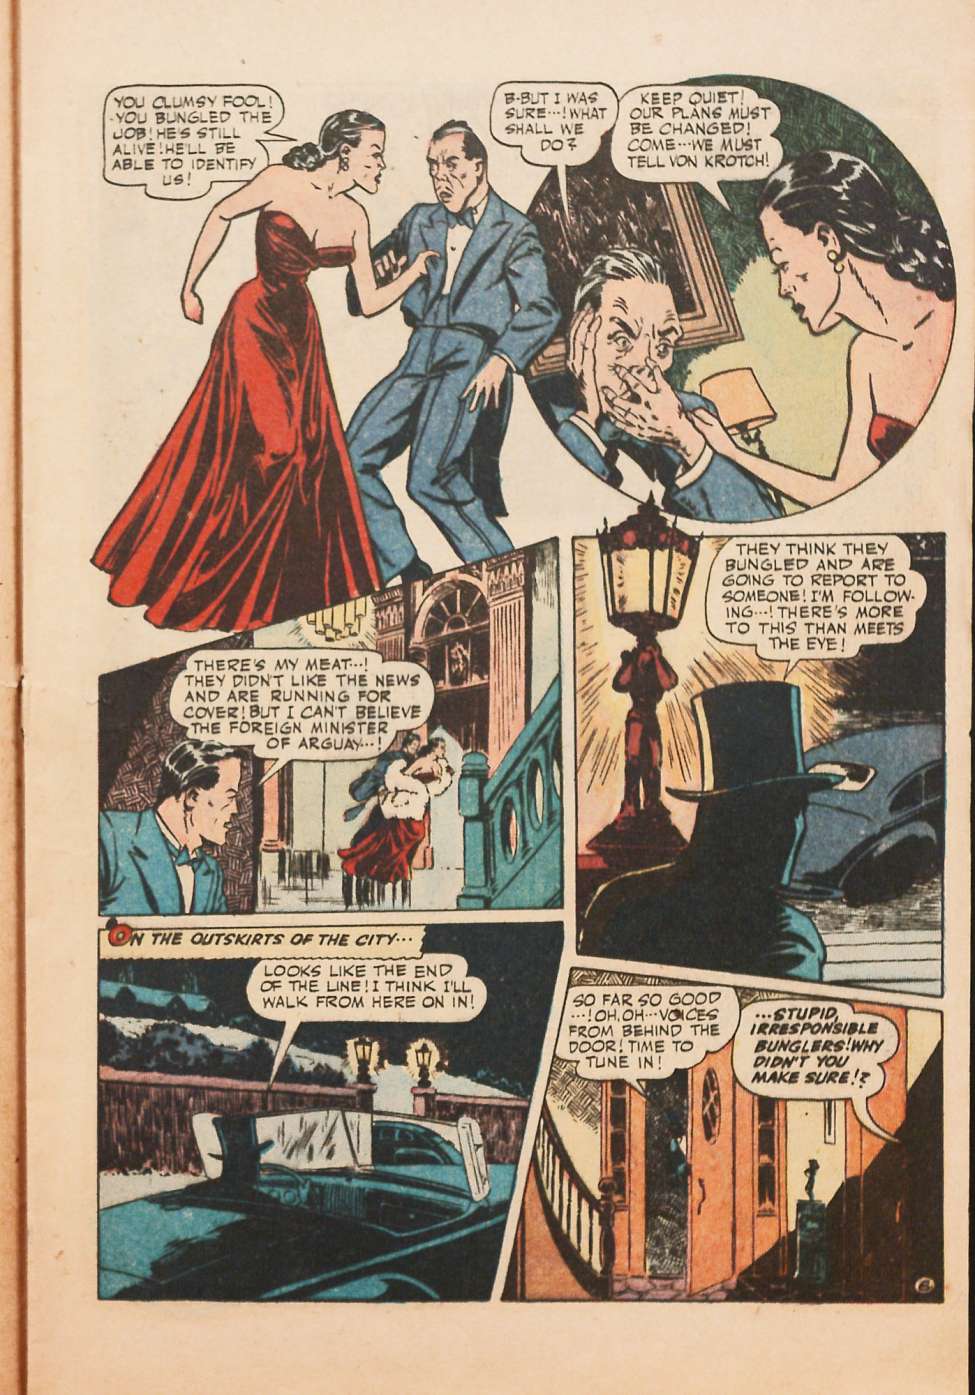 YOU CLUMSY FOOL!
YOU BUNGLED THE
JOB! HE'S STILL
ALIVE! HE'LL BE
ABLE TO IDENTIFY
US!
B-BUT I WAS
SURE---! WHAT
SHALL WE
DO?
KEEP QUIET!
OUR PLANS MUST
BE CHANGED!
COME---WE MUST
TELL VON KROTCH!
THERE'S MY MEAT---!
THEY DIDN'T LIKE THE NEWS
AND ARE RUNNING FOR
COVER! BUT I CAN'T BELIEVE
THE FOREIGN MINISTER
OF ARGUAY---!
THEY THINK THEY
BUNGLED AND ARE
GOING TO REPORT TO
SOMEONE! I'M FOLLOW-
ING---! THERE'S MORE
TO THIS THAN MEETS
THE EYE!
ON THE OUTSKIRTS OF THE CITY---
LOOKS LIKE THE END
OF THE LINE! I THINK I'LL
WALK FROM HERE ON IN!
SO FAR SO GOOD
---! OH, OH---VOICES
FROM BEHIND THE
DOOR! TIME TO
TUNE IN!
---STUPID,
IRRESPONSIBLE
BUNGLERS! WHY
DIDN'T YOU
MAKE SURE!?
6